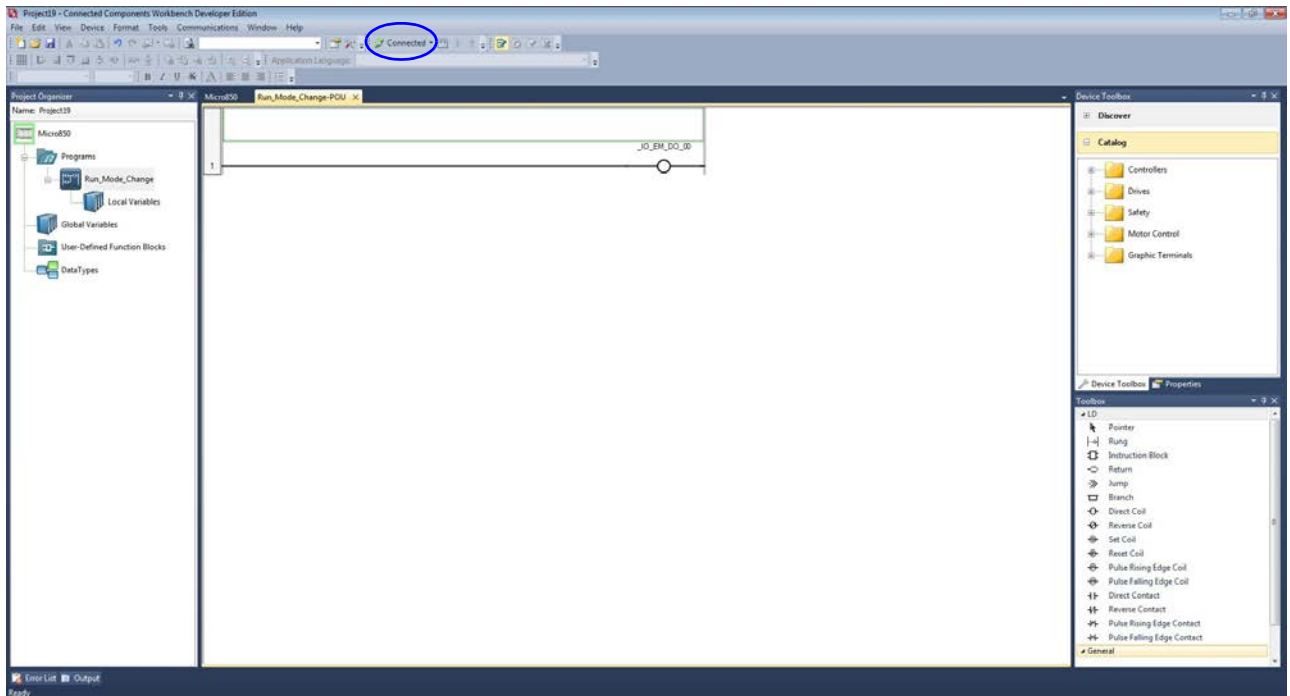 Project19 - Connected Components Workbench Developer Edition
File Edit View Device Format Tools Communications Window Help
Connected
Application Language:
Project Organizer
Name: Project19
Micro850
Programs
Run_Mode_Change
Local Variables
Global Variables
User-Defined Function Blocks
DataTypes
Micro850 Run_Mode_Change-POU
_IO_EM_DO_00
1
Device Toolbox
Discover
Catalog
Controllers
Drives
Safety
Motor Control
Graphic Terminals
Device Toolbox Properties
Toolbox
LD
Pointer
Rung
Instruction Block
Return
Jump
Branch
Direct Coil
Reverse Coil
Set Coil
Reset Coil
Pulse Rising Edge Coil
Pulse Falling Edge Coil
Direct Contact
Reverse Contact
Pulse Rising Edge Contact
Pulse Falling Edge Contact
General
Error List Output
Ready